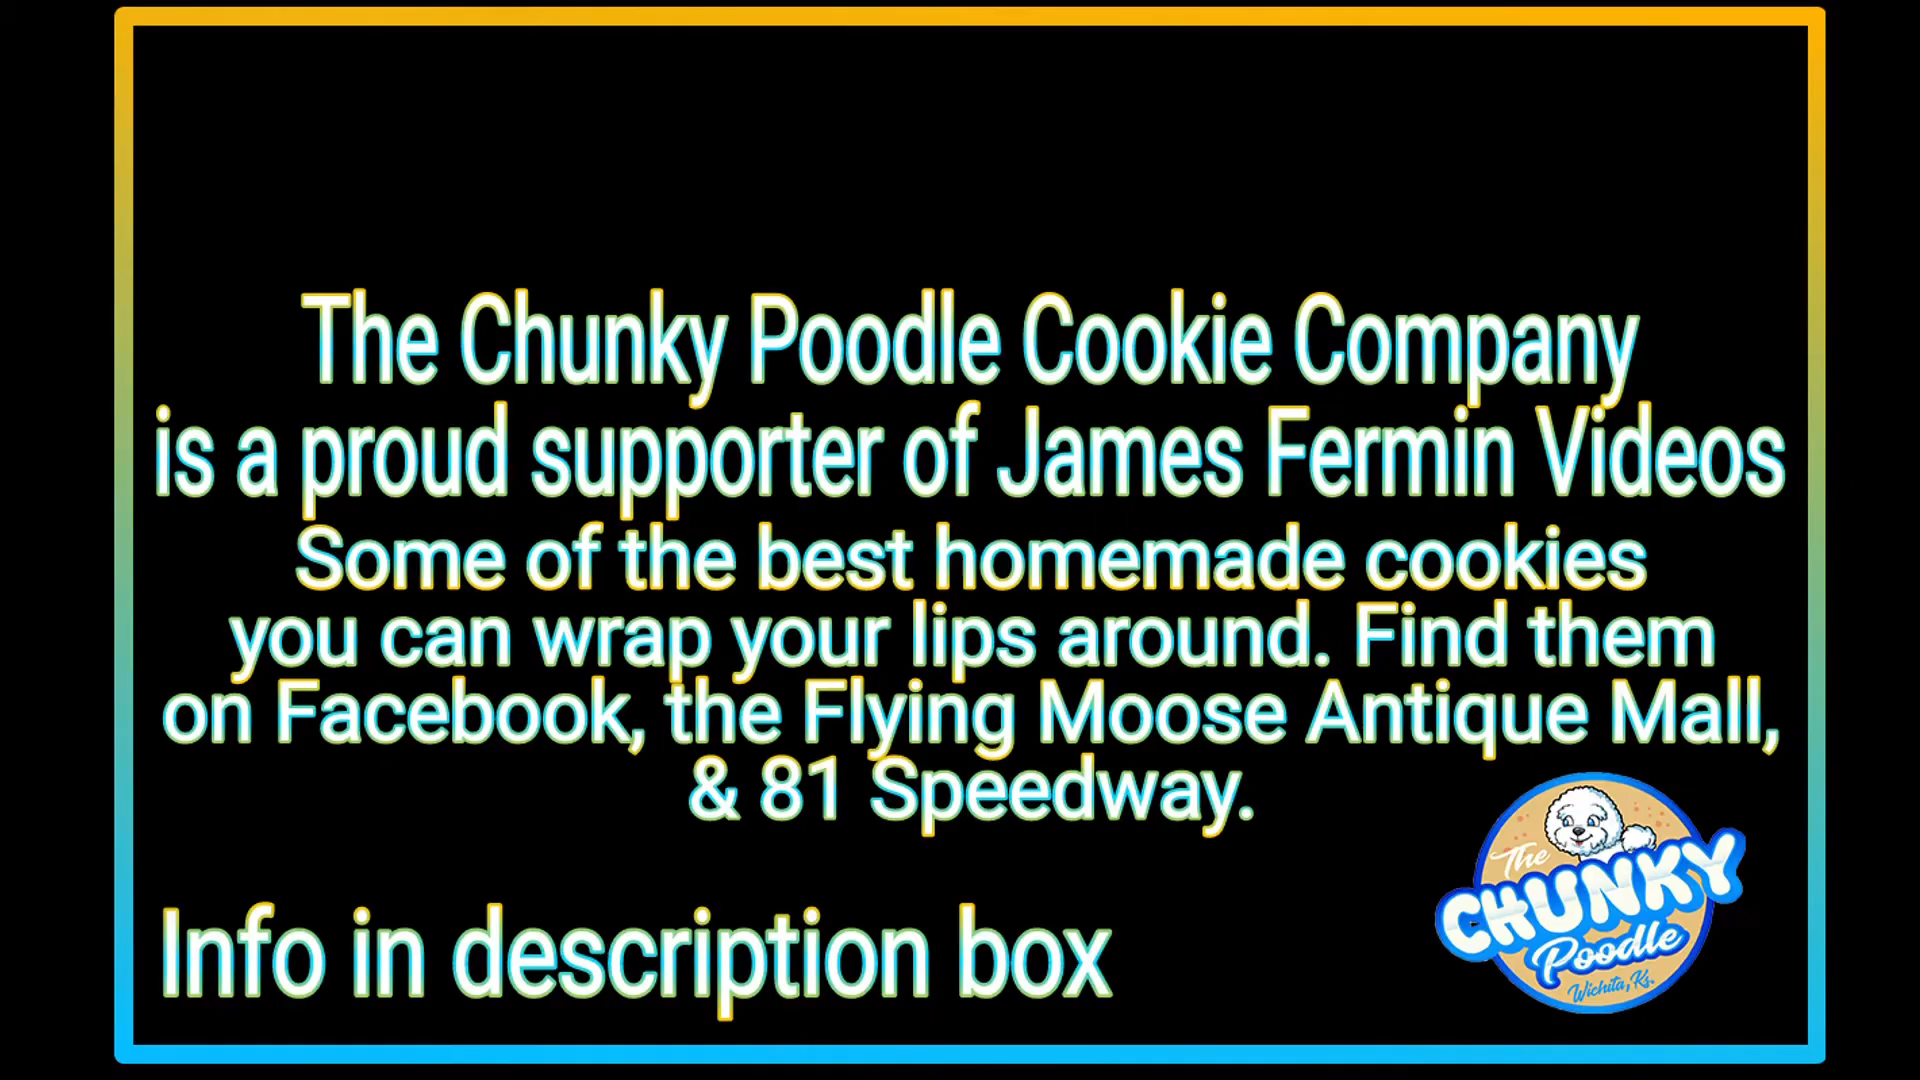 The Chunky Poodle Cookie Company
is a proud supporter of James Fermin Videos
Some of the best homemade cookies
you can wrap your lips around. Find them
on Facebook, the Flying Moose Antique Mall,
& 81 Speedway.
The
CHUNKY
Poodle
Wichita, Ks.
Info in description box